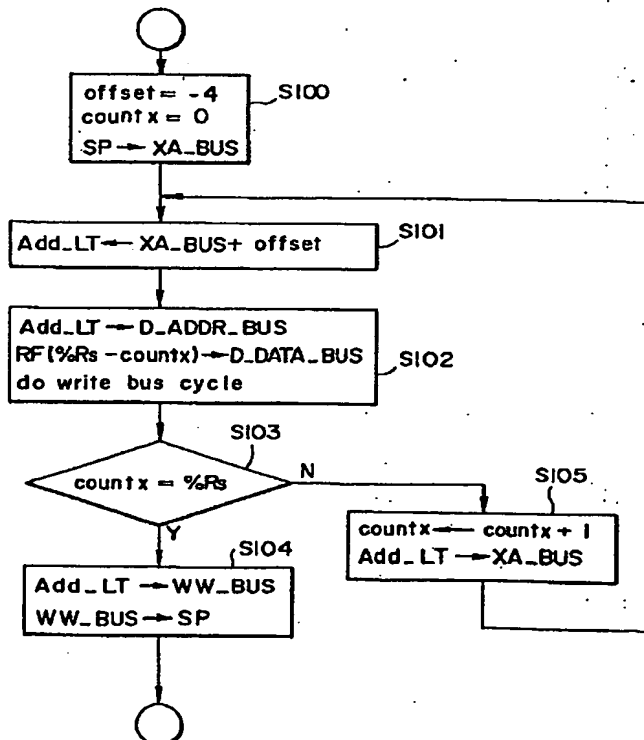 offset = -4
countx = 0
SP → XA_BUS
S100
Add_LT ← XA_BUS + offset
S101
Add_LT → D_ADDR_BUS
RF(%Rs - countx) → D_DATA_BUS
do write bus cycle
S102
S103
countx = %Rs
N
Y
S105
countx ← countx + 1
Add_LT → XA_BUS
S104
Add_LT → WW_BUS
WW_BUS → SP